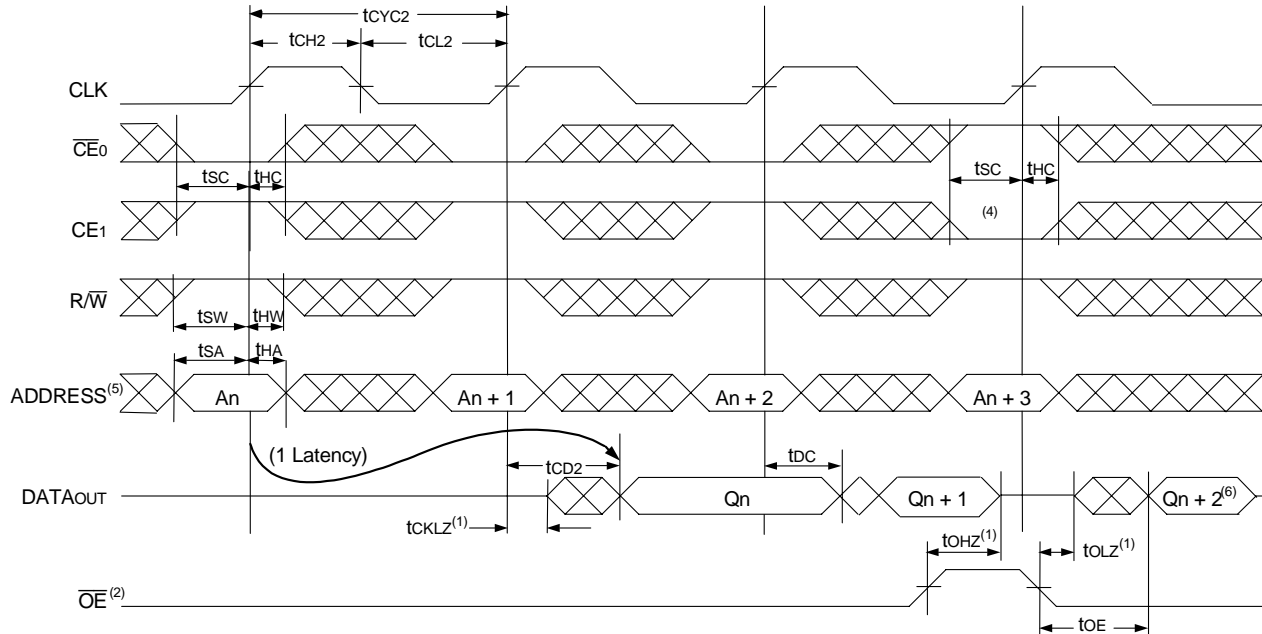 tCYC2
tCH2 tCL2
CLK
CE0
tSC tHC tSC tHC
CE1 (4)
R/W
tSW tHW
tSA tHA
ADDRESS(5) An An + 1 An + 2 An + 3
(1 Latency) tCD2 tDC
DATAOUT Qn Qn + 1 Qn + 2(6)
tCKLZ(1)
tOHZ(1) tOLZ(1)
OE(2)
tOE